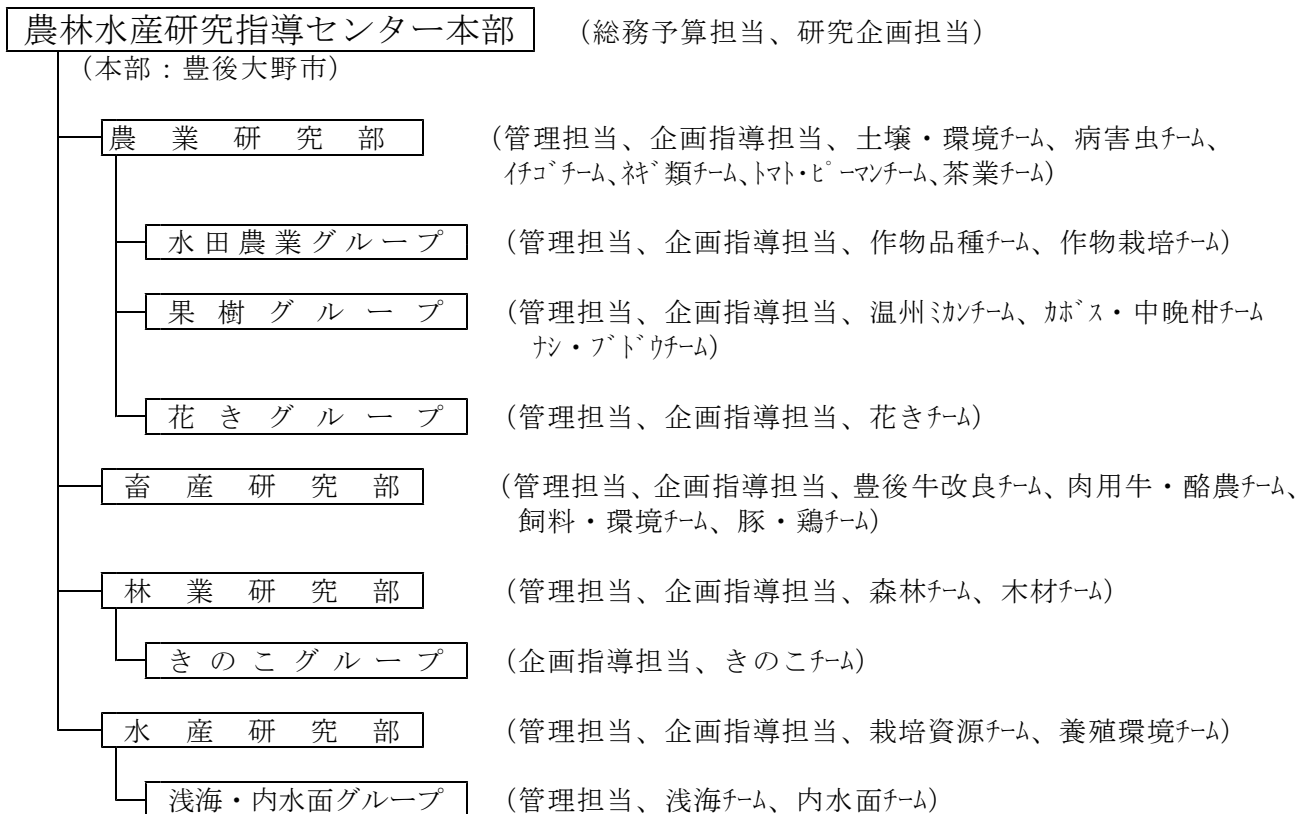 農林水産研究指導センター本部 (総務予算担当、研究企画担当)
(本部:豊後大野市)
農業研究部 (管理担当、企画指導担当、土壌・環境ﾁｰﾑ、病害虫ﾁｰﾑ、
ｲﾁｺﾞﾁｰﾑ、ﾈｷﾞ類ﾁｰﾑ、ﾄﾏﾄ・ﾋﾟｰﾏﾝﾁｰﾑ、茶業ﾁｰﾑ)
水田農業グループ (管理担当、企画指導担当、作物品種ﾁｰﾑ、作物栽培ﾁｰﾑ)
果樹グループ (管理担当、企画指導担当、温州ﾐｶﾝﾁｰﾑ、ｶﾎﾞｽ・中晩柑ﾁｰﾑ
ﾅｼ・ﾌﾞﾄﾞｳﾁｰﾑ)
花きグループ (管理担当、企画指導担当、花きﾁｰﾑ)
畜産研究部 (管理担当、企画指導担当、豊後牛改良ﾁｰﾑ、肉用牛・酪農ﾁｰﾑ、
飼料・環境ﾁｰﾑ、豚・鶏ﾁｰﾑ)
林業研究部 (管理担当、企画指導担当、森林ﾁｰﾑ、木材ﾁｰﾑ)
きのこグループ (企画指導担当、きのこﾁｰﾑ)
水産研究部 (管理担当、企画指導担当、栽培資源ﾁｰﾑ、養殖環境ﾁｰﾑ)
浅海・内水面グループ (管理担当、浅海ﾁｰﾑ、内水面ﾁｰﾑ)